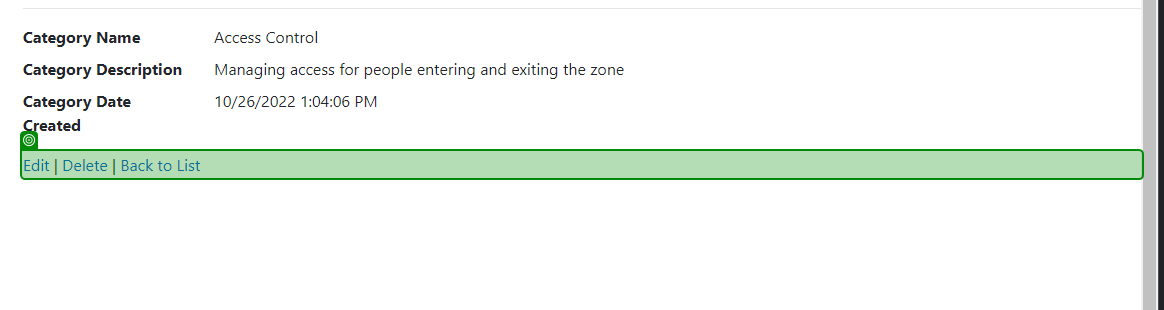 Category Name Access Control
Category Description Managing access for people entering and exiting the zone
Category Date 10/26/2022 1:04:06 PM
Created
Edit | Delete | Back to List